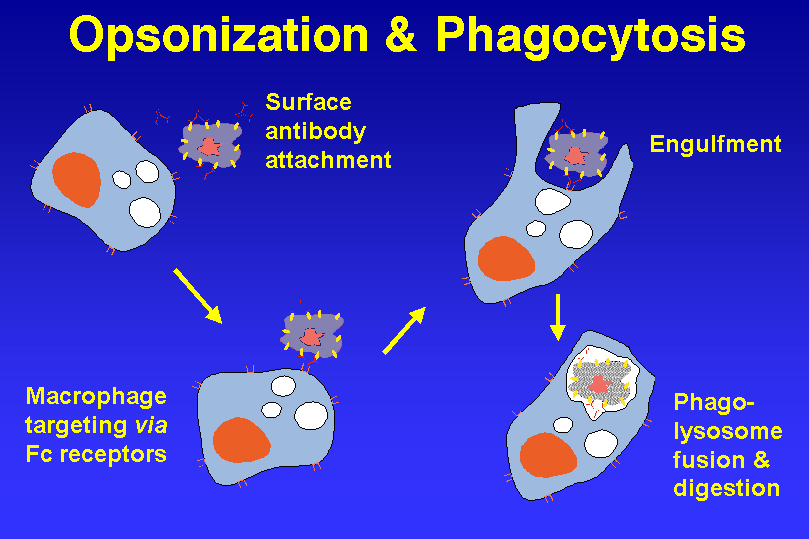 Opsonization & Phagocytosis
Surface
antibody
attachment
Engulfment
Macrophage
targeting via
Fc receptors
Phago-
lysosome
fusion &
digestion